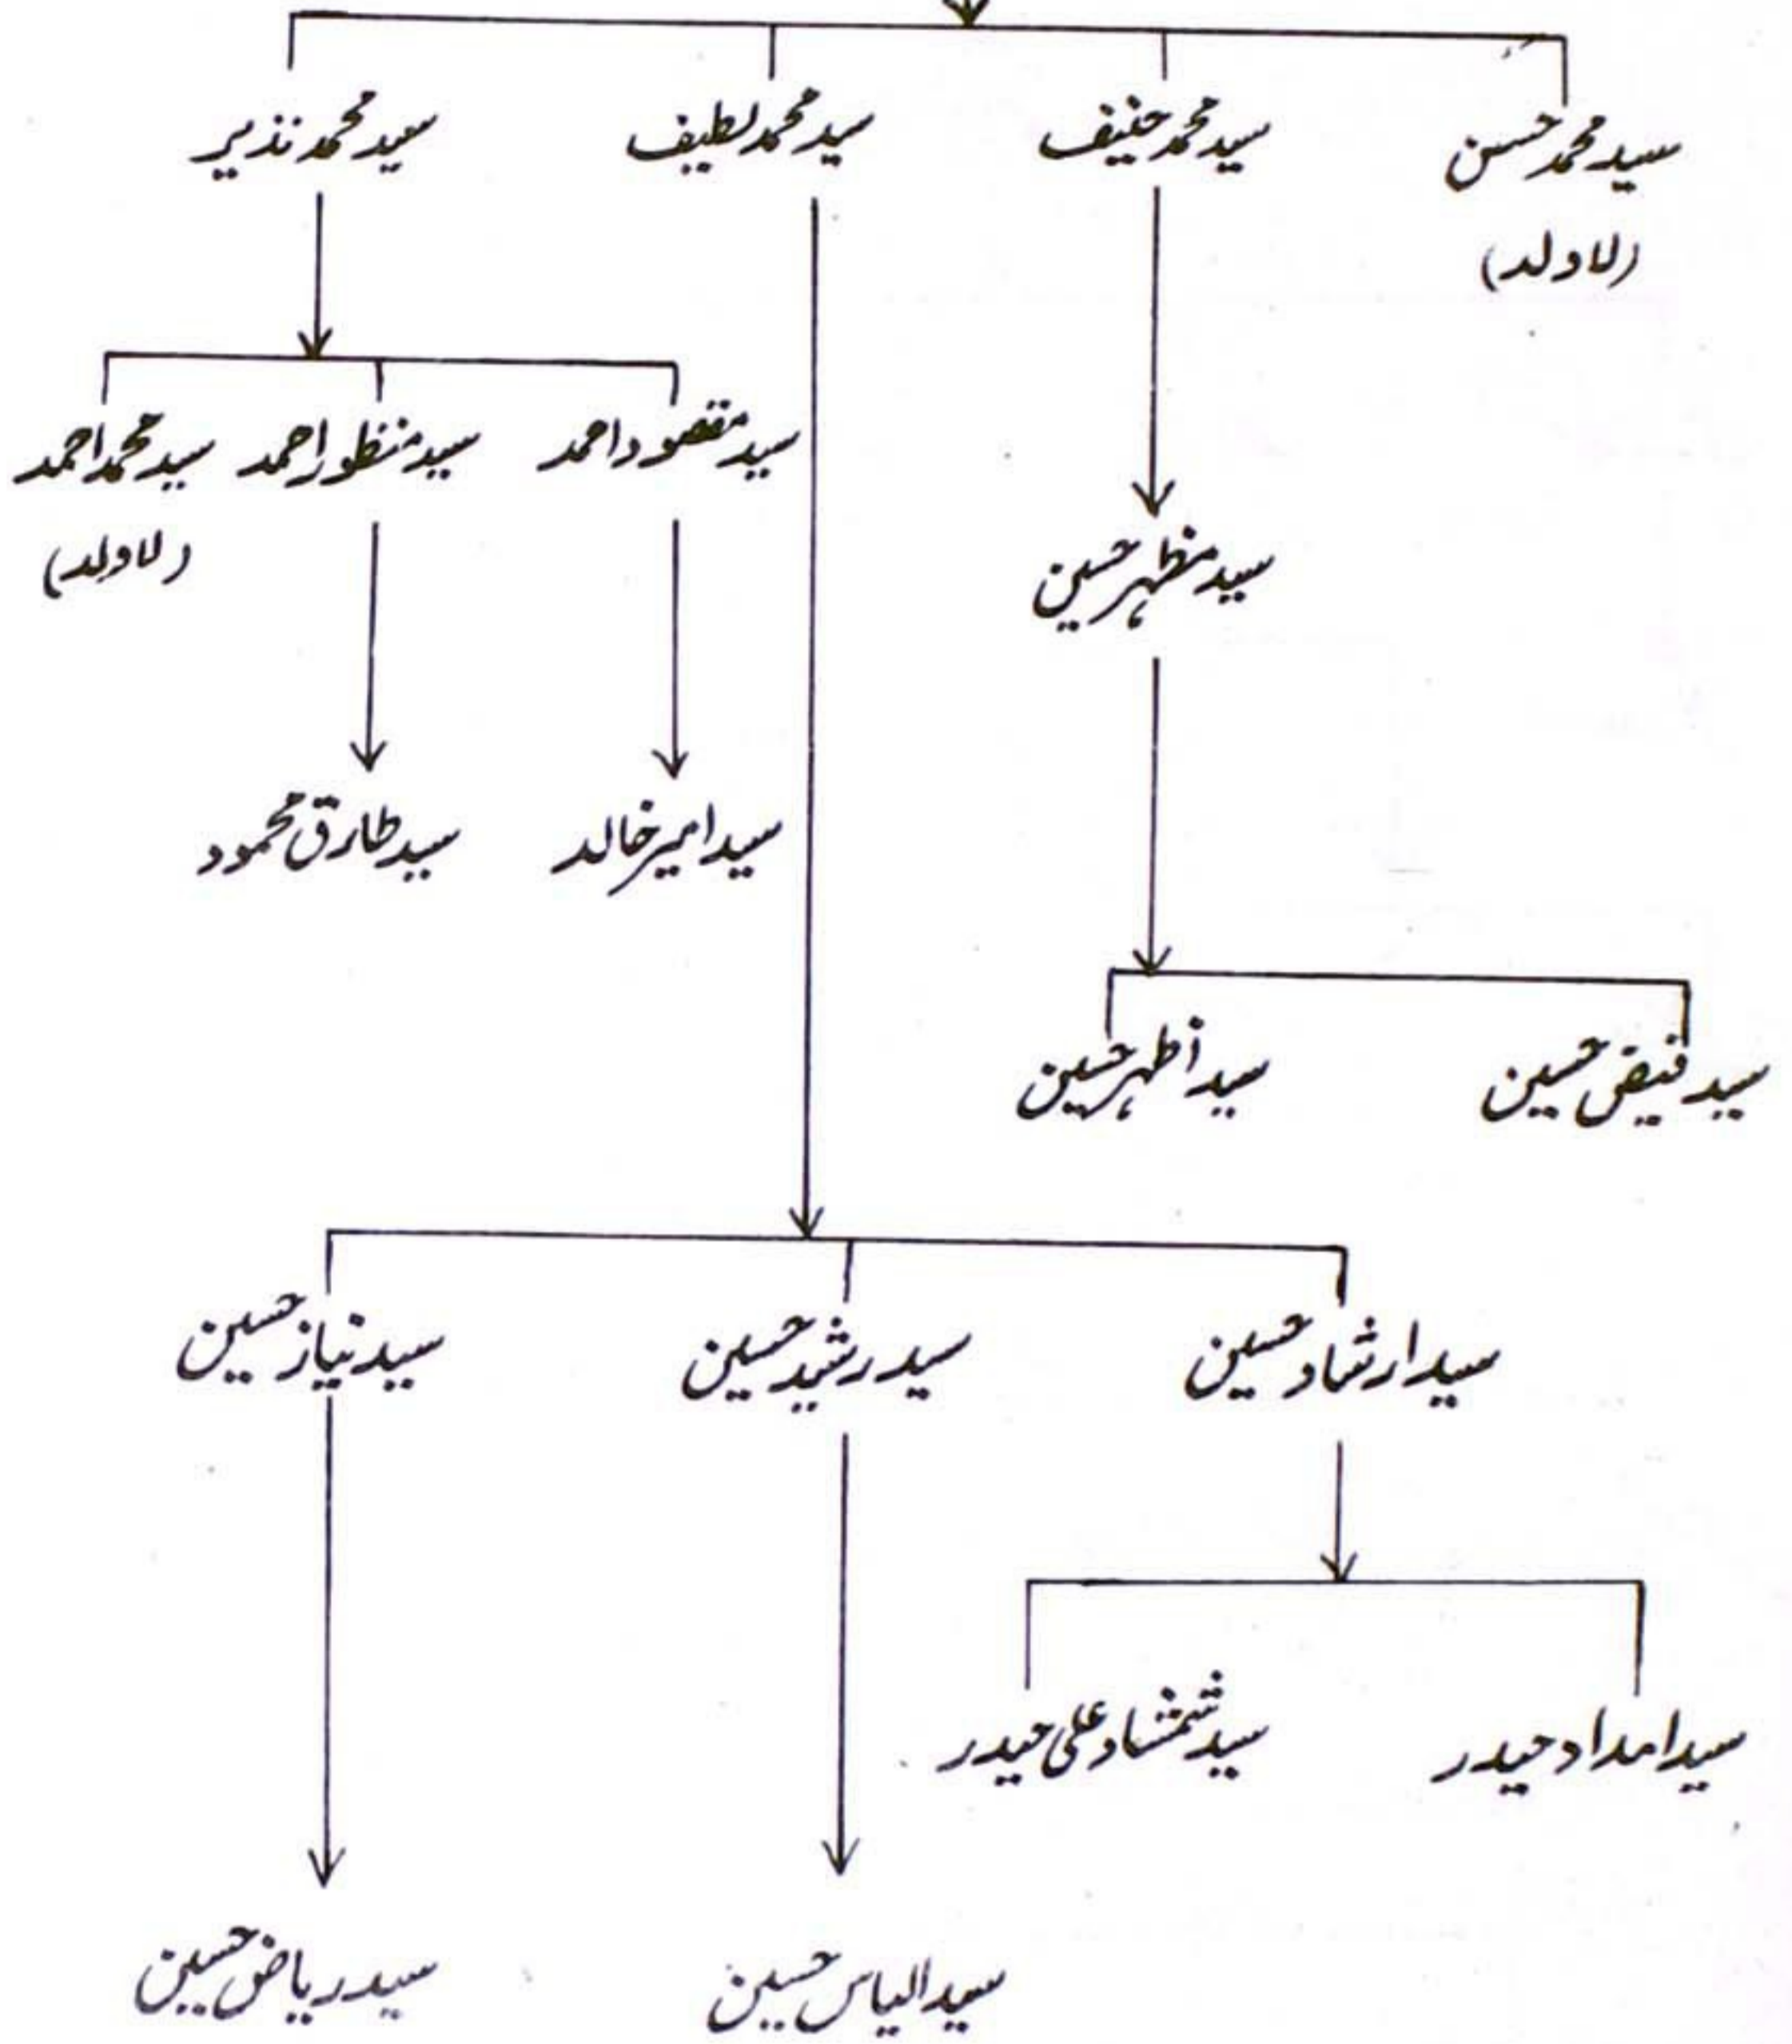 سید محمد حسن
سید محمد حنیف
سید محمد لطیف
سید محمد نذیر
(لاولد)
سید مقصود احمد
سید منظور احمد
سید محمد احمد
(لاولد)
سید مظہر حسین
سید امیر خالد
سید طارق محمود
سید فیض حسین
سید اظہر حسین
سید ارشاد حسین
سید رشید حسین
سید نیاز حسین
سید امداد حیدر
سید شمشاد علی حیدر
سید الیاس حسین
سید ریاض حسین